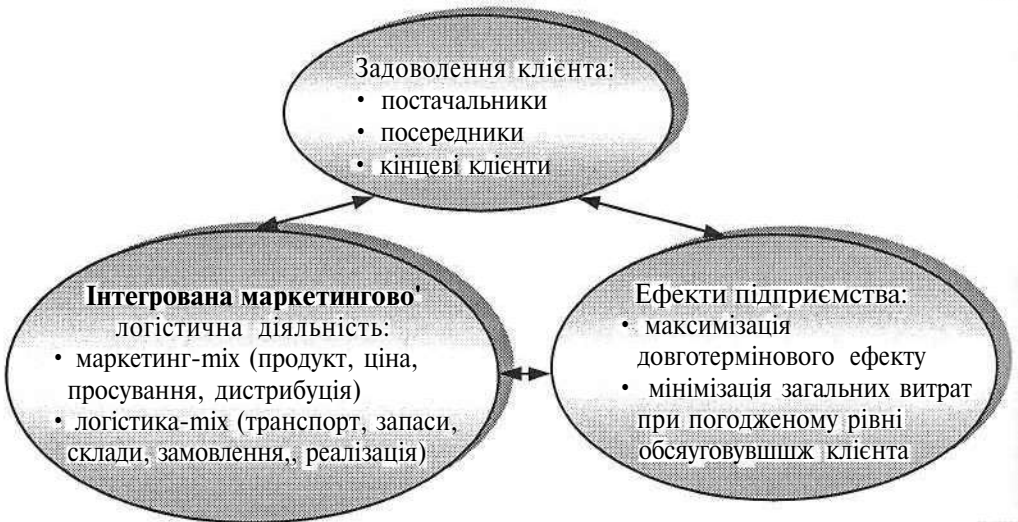 Задоволення клієнта:
• постачальники
• посередники
• кінцеві клієнти
Інтегрована маркетингово'
логістична діяльність:
• маркетинг-mix (продукт, ціна,
просування, дистрибуція)
• логістика-mix (транспорт, запаси,
склади, замовлення,, реалізація)
Ефекти підприємства:
• максимізація
довготермінового ефекту
• мінімізація загальних витрат
при погодженому рівні
обсяуговувшшж клієнта